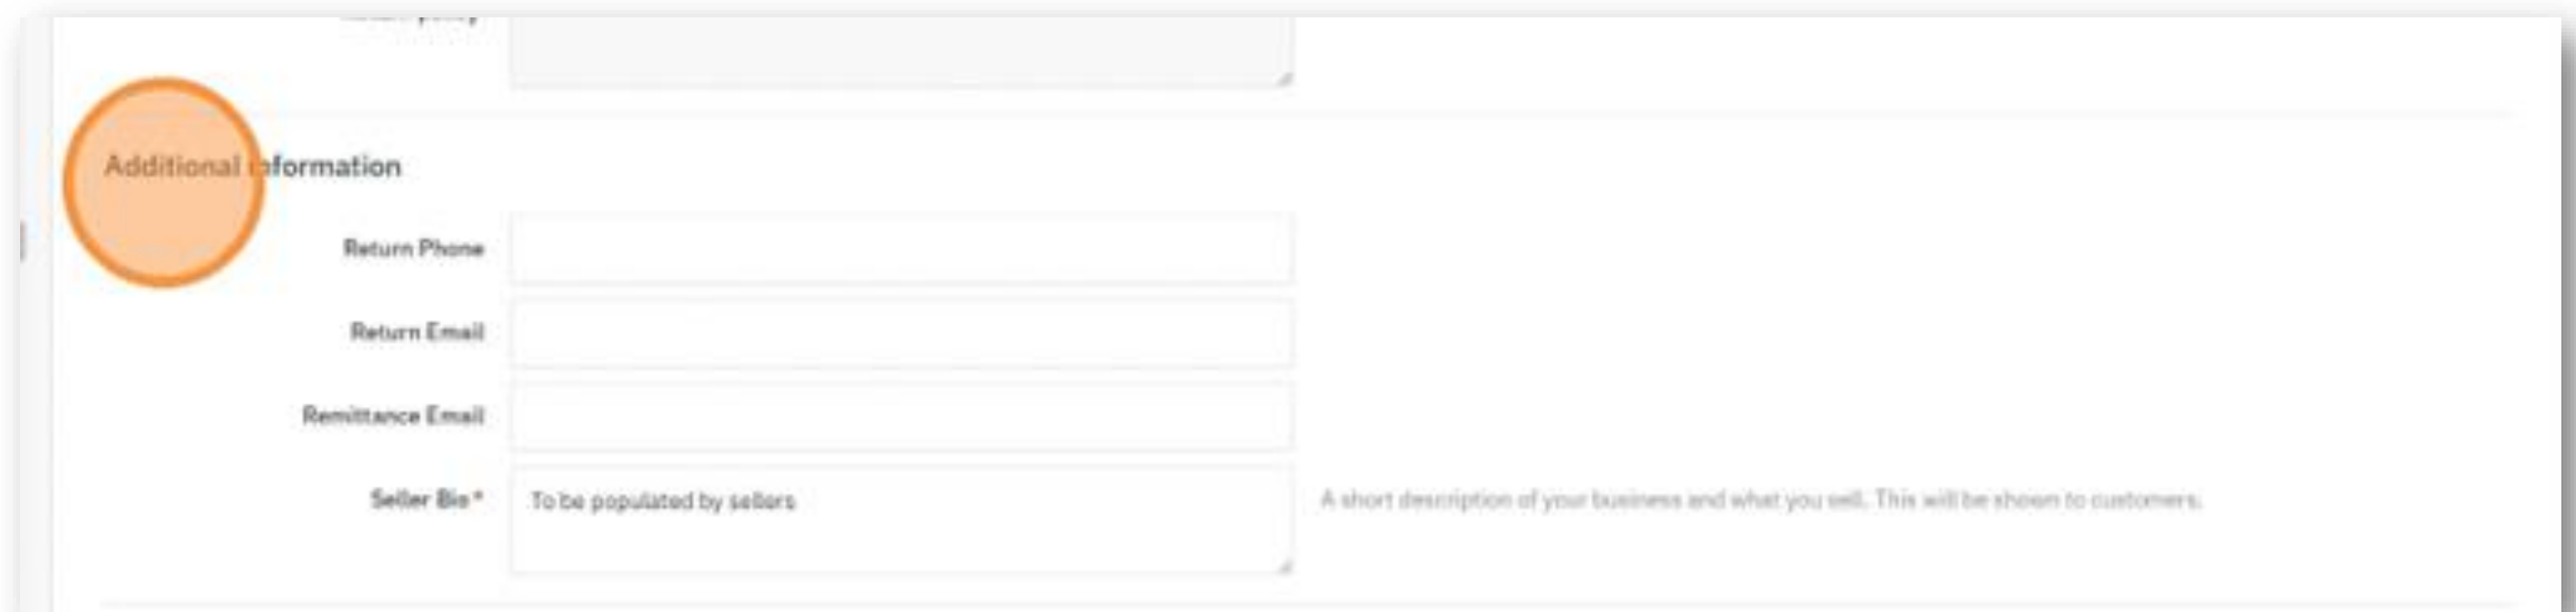 Additional information
Return Phone
Return Email
Remittance Email
Seller Bio* To be populated by sellers A short description of your business and what you sell. This will be shown to customers.